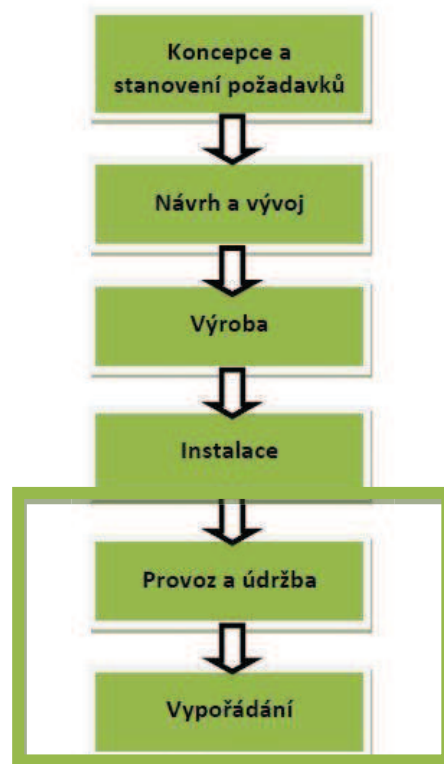 Koncepce a
stanovení požadavků
Návrh a vývoj
Výroba
Instalace
Provoz a údržba
Vypořádání